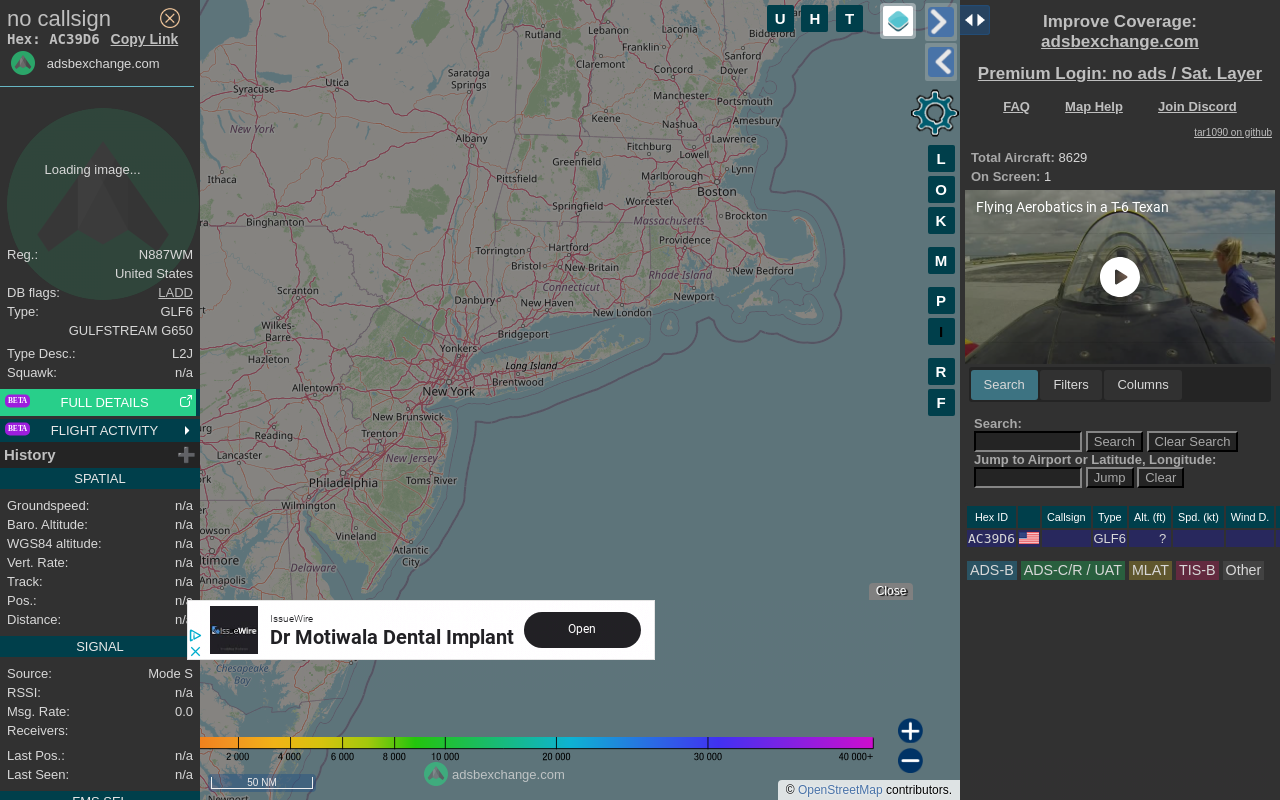 no callsign
Hex: AC39D6 Copy Link
adsbexchange.com
Loading image...
Reg.: N887WM
United States
DB flags: LADD
Type: GLF6
GULFSTREAM G650
Type Desc.: L2J
Squawk: n/a
BETA FULL DETAILS
BETA FLIGHT ACTIVITY
History
SPATIAL
Groundspeed: n/a
Baro. Altitude: n/a
WGS84 altitude: n/a
Vert. Rate: n/a
Track: n/a
Pos.: n/a
Distance: n/a
SIGNAL
Source: Mode S
RSSI: n/a
Msg. Rate: 0.0
Receivers:
Last Pos.: n/a
Last Seen: n/a
FMS SEL
U H T
L
O
K
M
P
I
R
F
Rutland
Lebanon
Laconia
Biddeford
Franklin
Sanford
Claremont
Concord
Dover
Saratoga
Springs
Utica
Syracuse
Manchester
Portsmouth
Keene
Nashua
Amesbury
New York
Albany
Fitchburg
Lawrence
Lowell
Greenfield
Lynn
Marlborough
Ithaca
Pittsfield
Boston
Worcester
Springfield
Massachusetts
Brockton
Binghamton
Providence
Torrington
Hartford
Bristol
New Britain
New Bedford
Rhode Island
Connecticut
Newport
Scranton
Danbury
New Haven
New London
Wilkes-
Barre
Bridgeport
Yonkers
Hazleton
Long Island
Brentwood
Allentown
New York
New Brunswick
Reading
Trenton
Lancaster
New Jersey
Toms River
Philadelphia
Wilmington
Vineland
Atlantic
City
Annapolis
Delaware
Chesapeake
Bay
Newport
Close
IssueWire
IssueWire
Dr Motiwala Dental Implant
Open
2 000 4 000 6 000 8 000 10 000 20 000 30 000 40 000+
50 NM
adsbexchange.com
© OpenStreetMap contributors.
Improve Coverage:
adsbexchange.com
Premium Login: no ads / Sat. Layer
FAQ Map Help Join Discord
tar1090 on github
Total Aircraft: 8629
On Screen: 1
Flying Aerobatics in a T-6 Texan
Search Filters Columns
Search:
Search Clear Search
Jump to Airport or Latitude, Longitude:
Jump Clear
Hex ID Callsign Type Alt. (ft) Spd. (kt) Wind D.
AC39D6 GLF6 ?
ADS-B ADS-C/R / UAT MLAT TIS-B Other